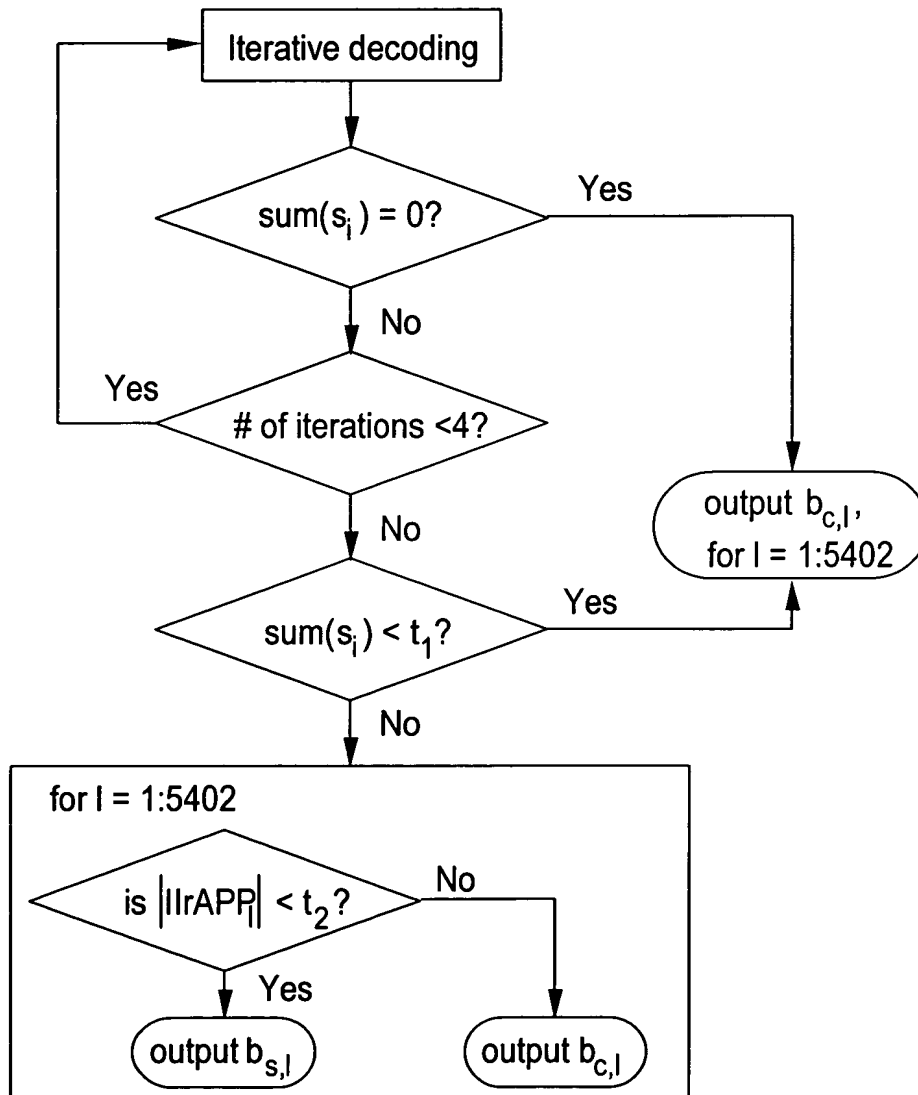 Iterative decoding
sum(s_i) = 0?
Yes
No
Yes
# of iterations <4?
output b_c,l,
for l = 1:5402
No
sum(s_i) < t_1?
Yes
No
for l = 1:5402
is |llrAPP_l| < t_2?
No
Yes
output b_s,l
output b_c,l